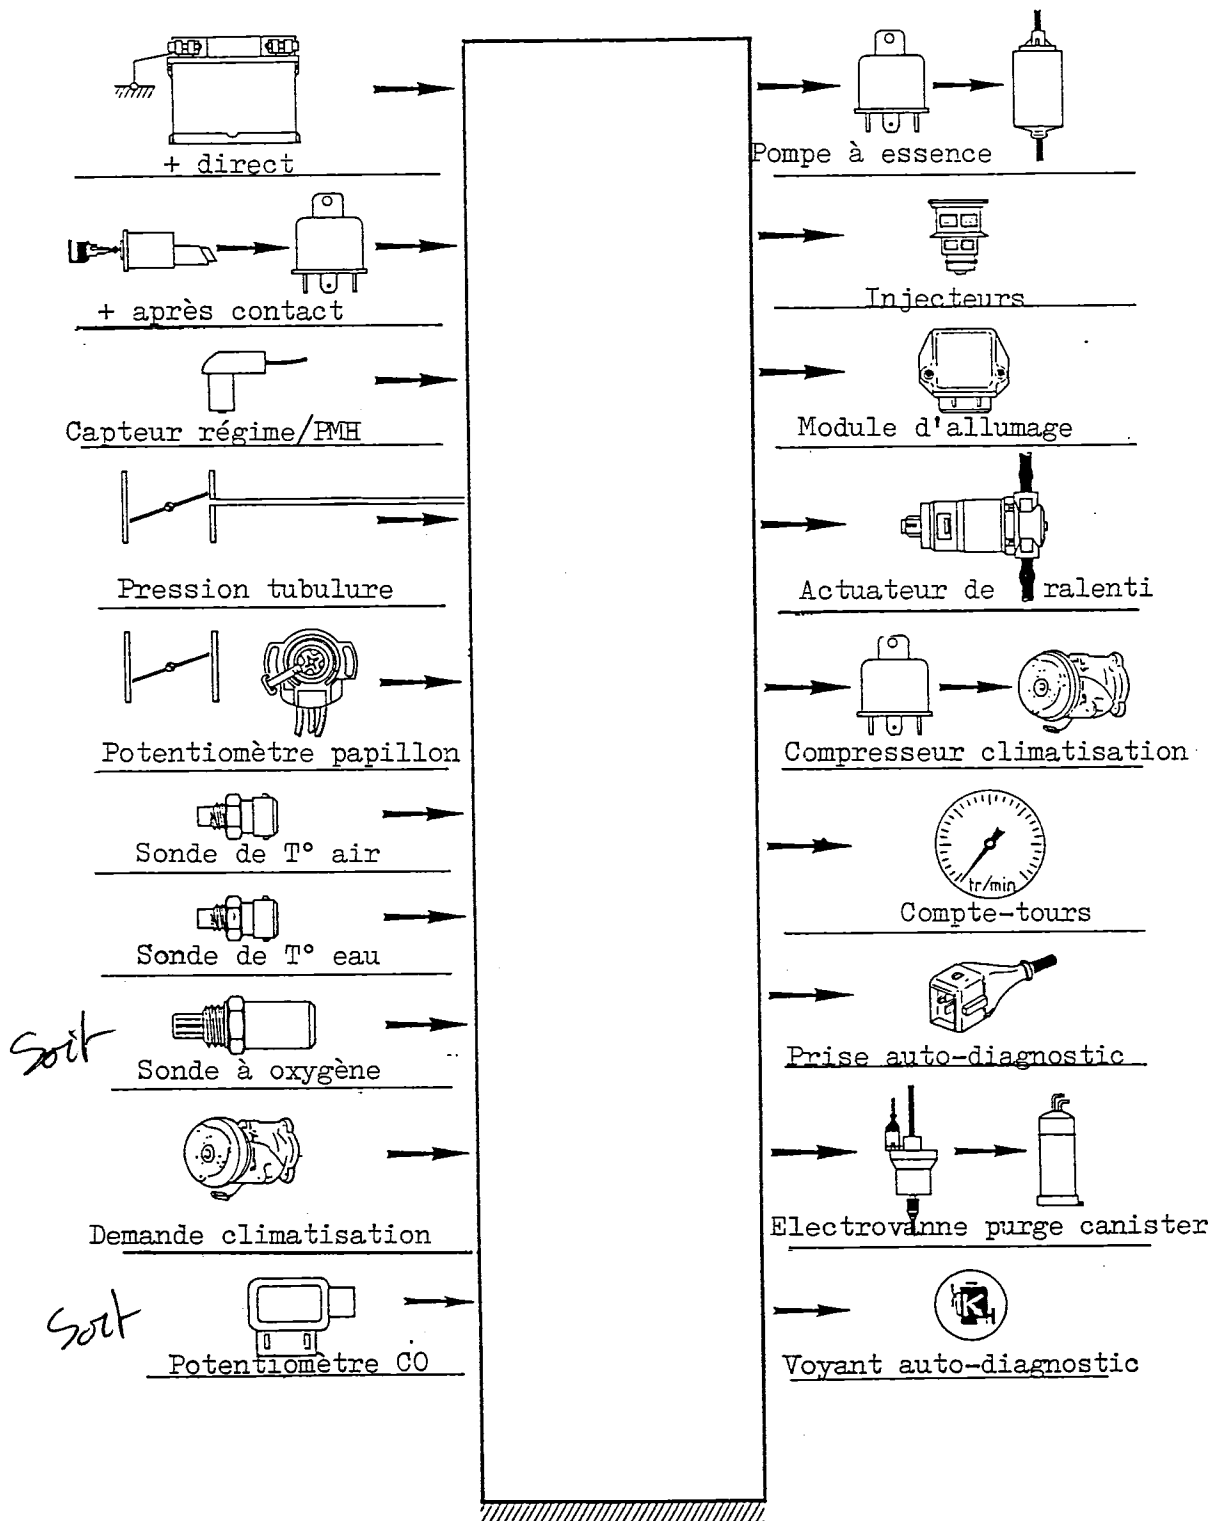 + direct
+ après contact
Capteur régime/PMH
Pression tubulure
Potentiomètre papillon
Sonde de T° air
Sonde de T° eau
Soit
Sonde à oxygène
Demande climatisation
Soit
Potentiomètre CO
Pompe à essence
Injecteurs
Module d'allumage
Actuateur de ralenti
Compresseur climatisation
tr/min
Compte-tours
Prise auto-diagnostic
Electrovanne purge canister
K
Voyant auto-diagnostic